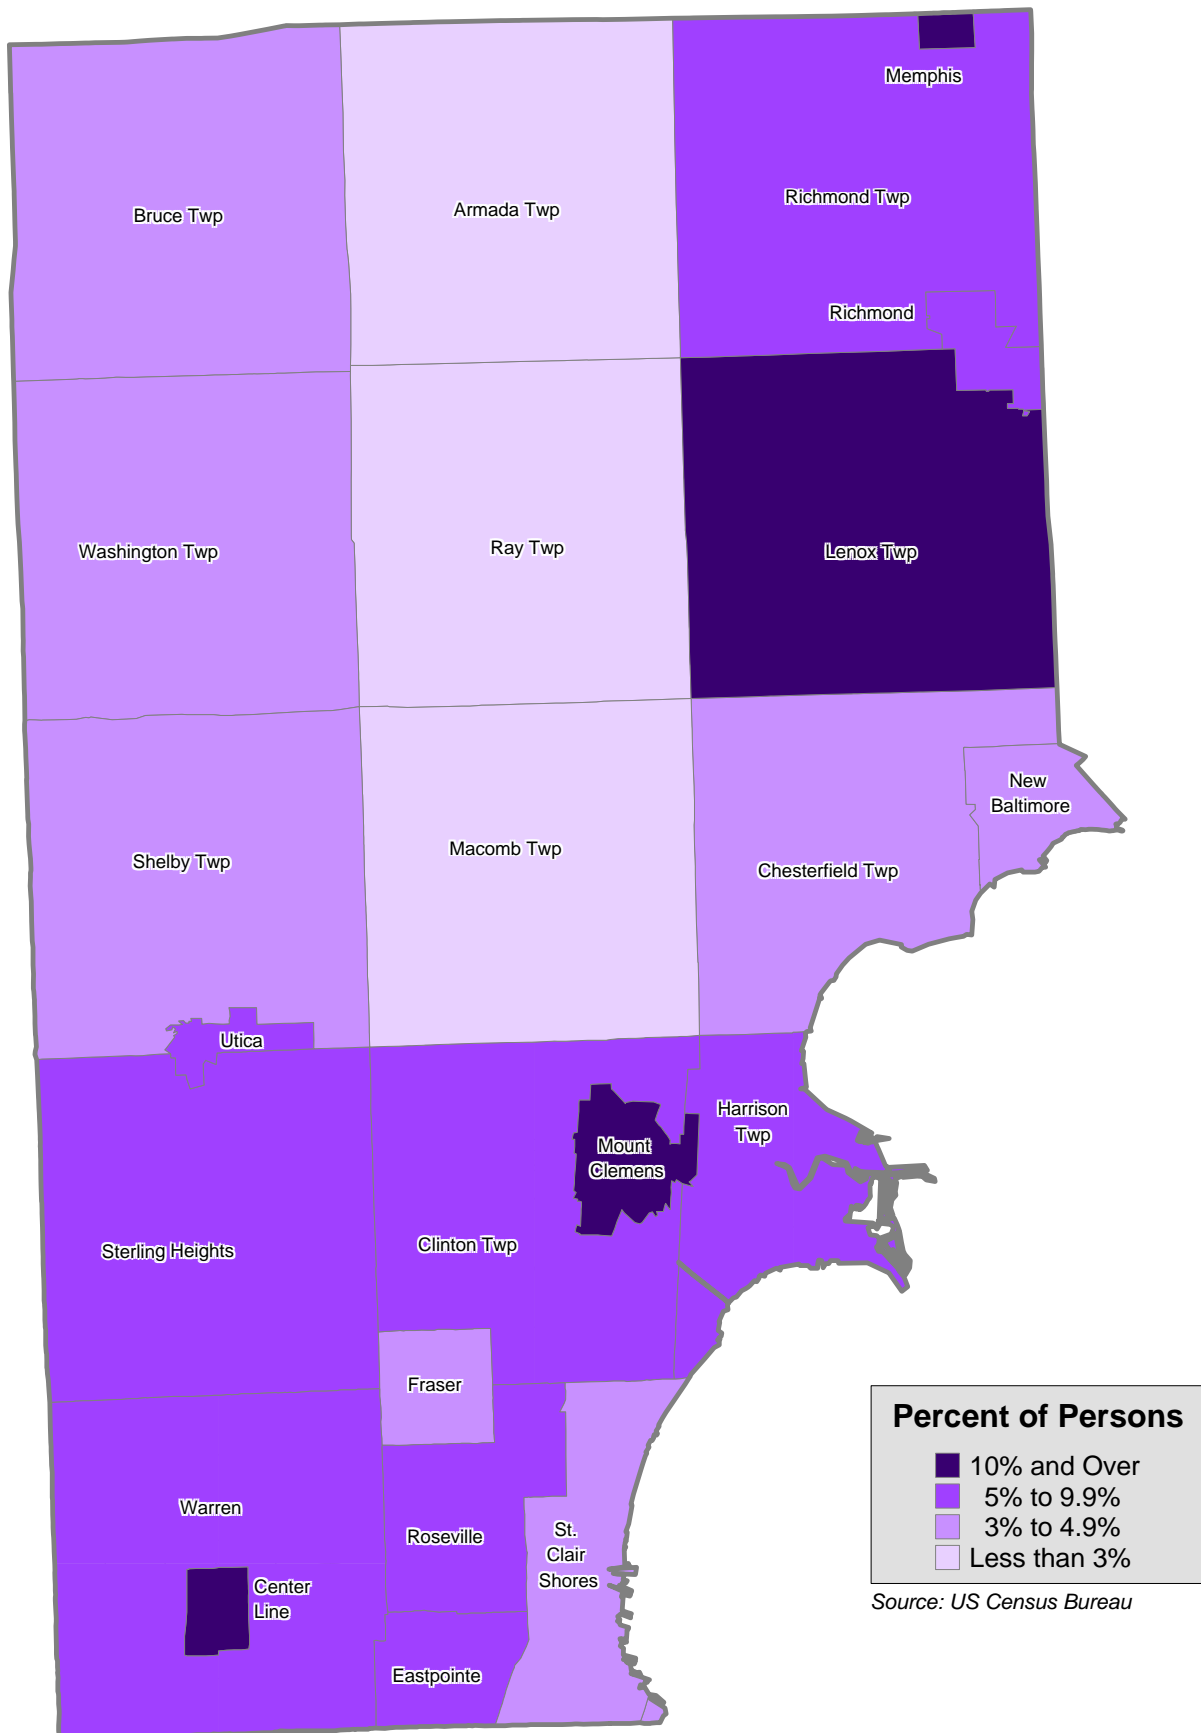 Memphis
Bruce Twp
Armada Twp
Richmond Twp
Richmond
Washington Twp
Ray Twp
Lenox Twp
New
Baltimore
Shelby Twp
Macomb Twp
Chesterfield Twp
Utica
Harrison
Twp
Mount
Clemens
Sterling Heights
Clinton Twp
Fraser
Warren
Roseville
St.
Clair
Shores
Center
Line
Eastpointe
Percent of Persons
10% and Over
5% to 9.9%
3% to 4.9%
Less than 3%
Source: US Census Bureau